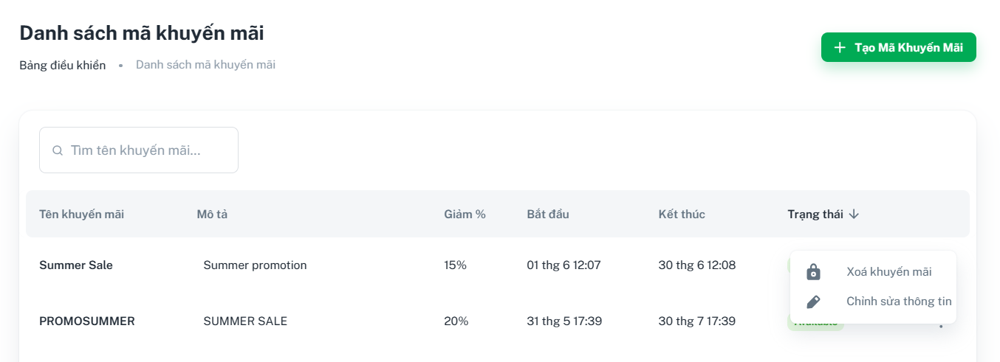 Danh sách mã khuyến mãi
Bảng điều khiển • Danh sách mã khuyến mãi
Tạo Mã Khuyến Mãi
Tìm tên khuyến mãi...
Tên khuyến mãi Mô tả Giảm % Bắt đầu Kết thúc Trạng thái
Summer Sale Summer promotion 15% 01 thg 6 12:07 30 thg 6 12:08
Xoá khuyến mãi
Chỉnh sửa thông tin
PROMOSUMMER SUMMER SALE 20% 31 thg 5 17:39 30 thg 7 17:39